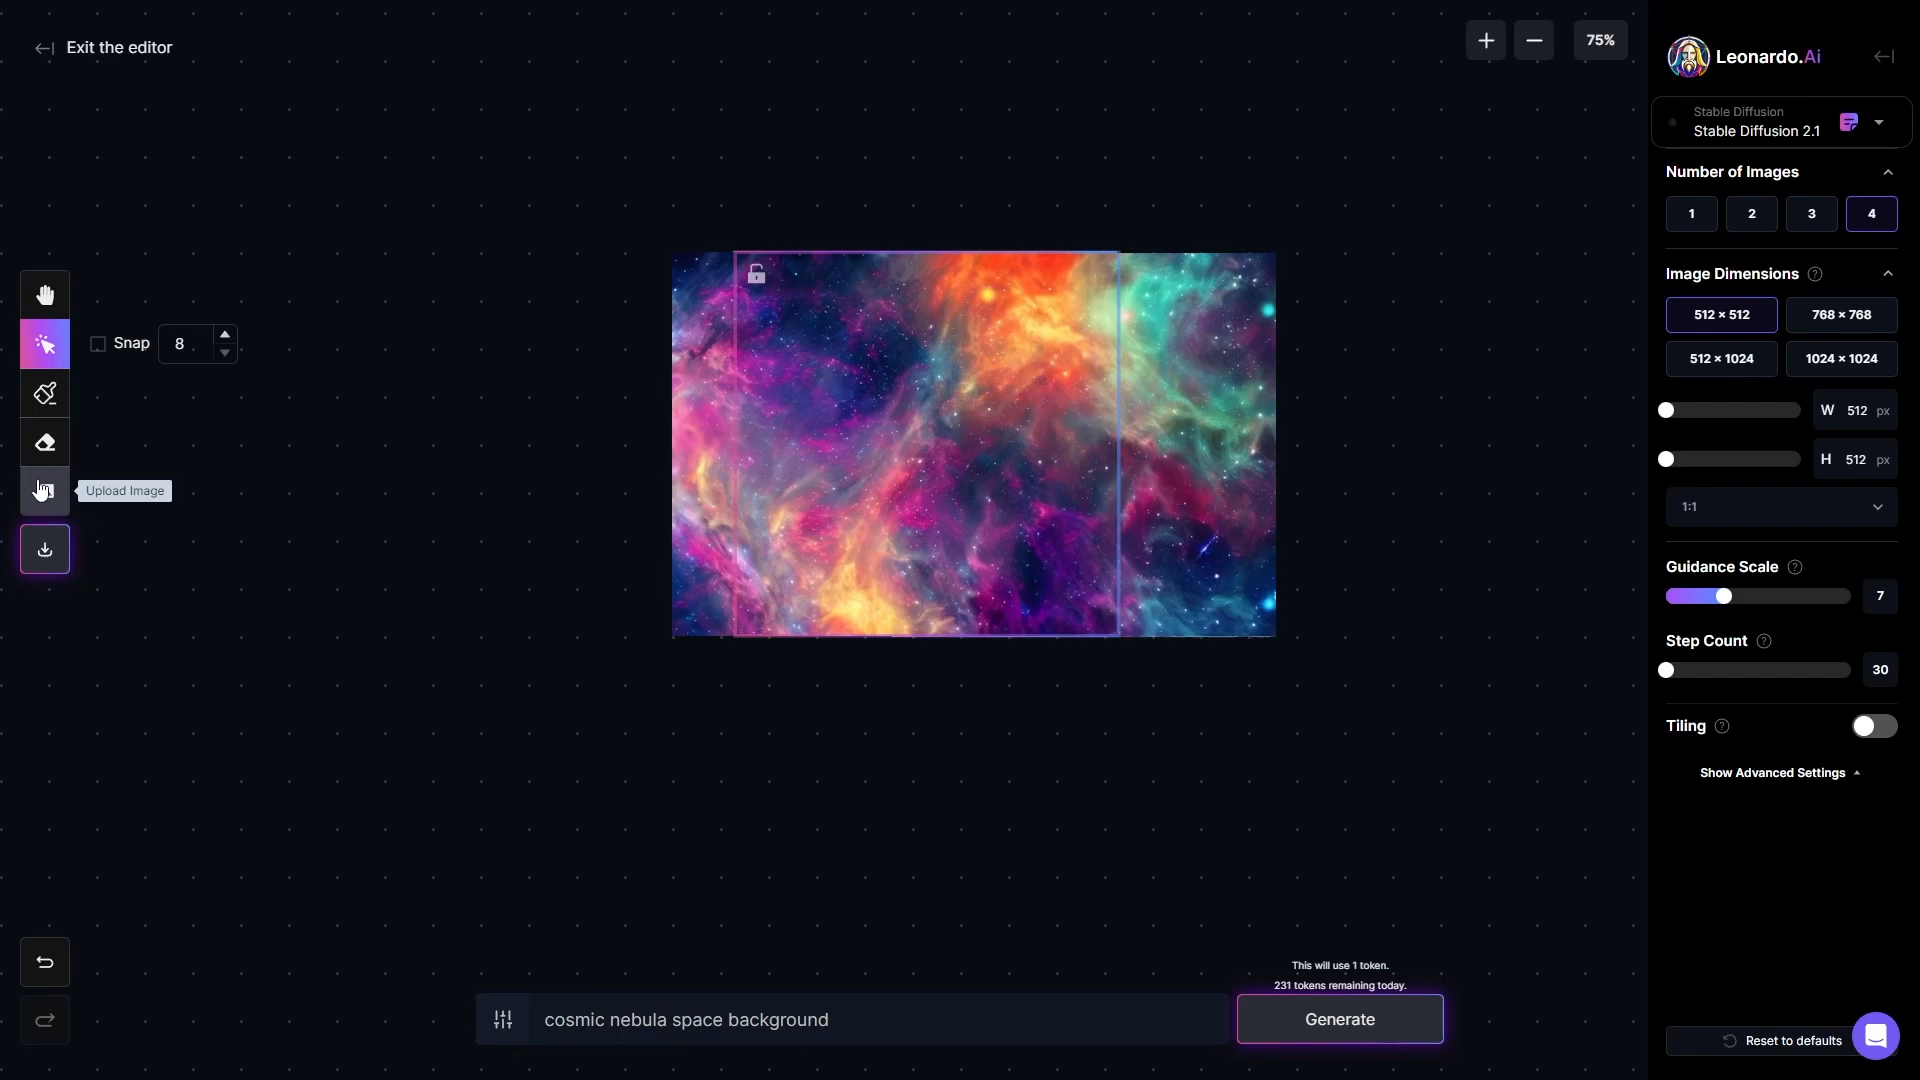 Exit the editor
75%
Leonardo.Ai
Stable Diffusion
Stable Diffusion 2.1
Number of Images
1 2 3 4
Image Dimensions ?
512 × 512 768 × 768
512 × 1024 1024 × 1024
W 512 px
H 512 px
1:1
Guidance Scale ?
7
Step Count ?
30
Tiling ?
Show Advanced Settings
Snap 8
Upload Image
This will use 1 token.
231 tokens remaining today.
cosmic nebula space background
Generate
Reset to defaults